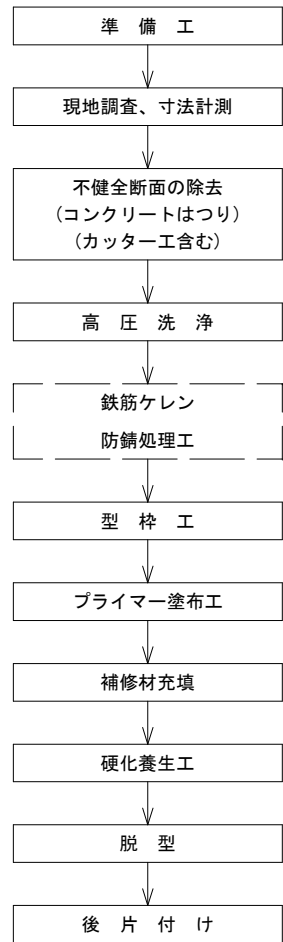 準　備　工
現地調査、寸法計測
不健全断面の除去
（コンクリートはつり）
（カッター工含む）
高　圧　洗　浄
鉄筋ケレン
防錆処理工
型　枠　工
プライマー塗布工
補修材充填
硬化養生工
脱　型
後　片　付　け